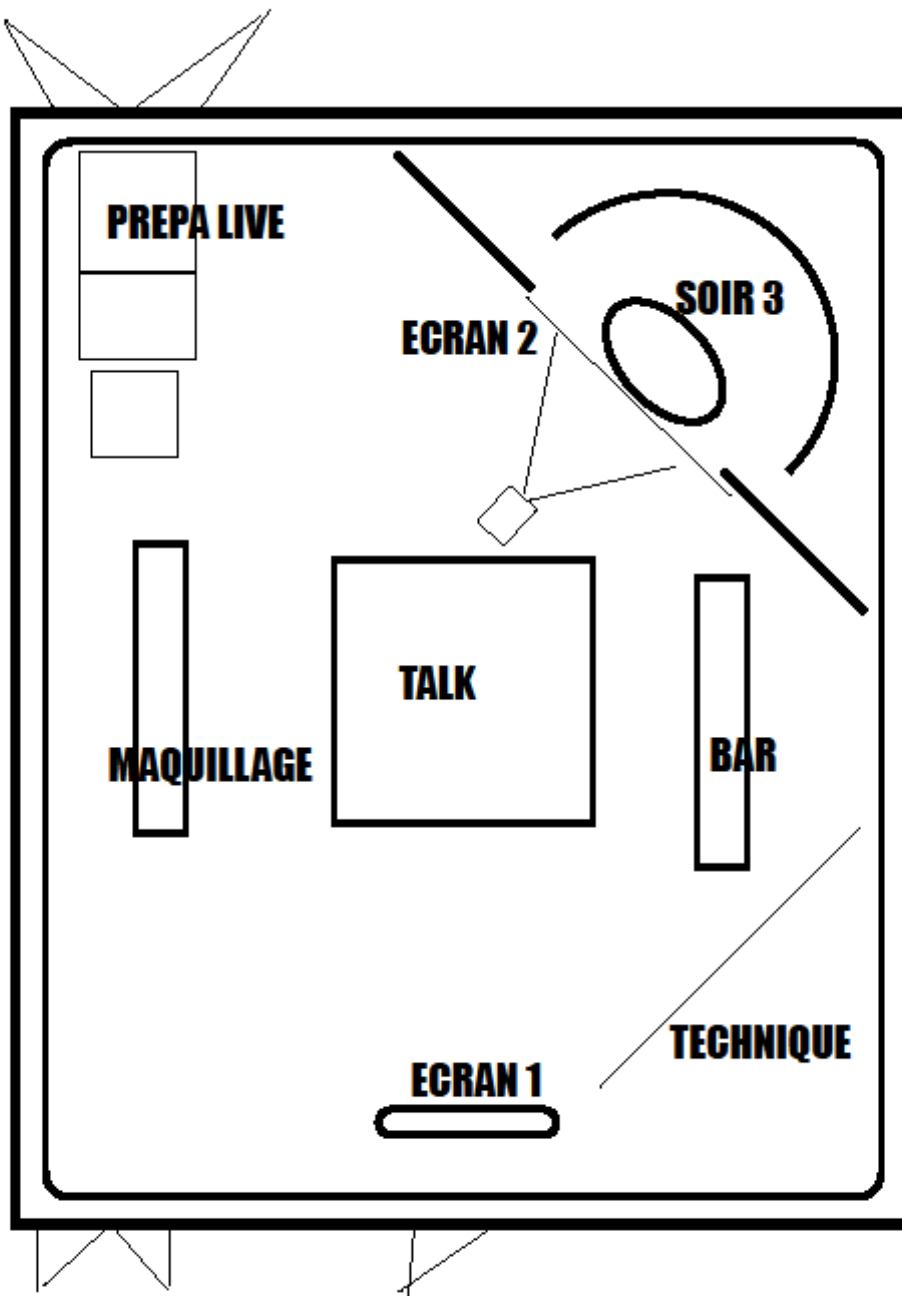 PREPA LIVE
SOIR 3
ECRAN 2
TALK
MAQUILLAGE
BAR
TECHNIQUE
ECRAN 1